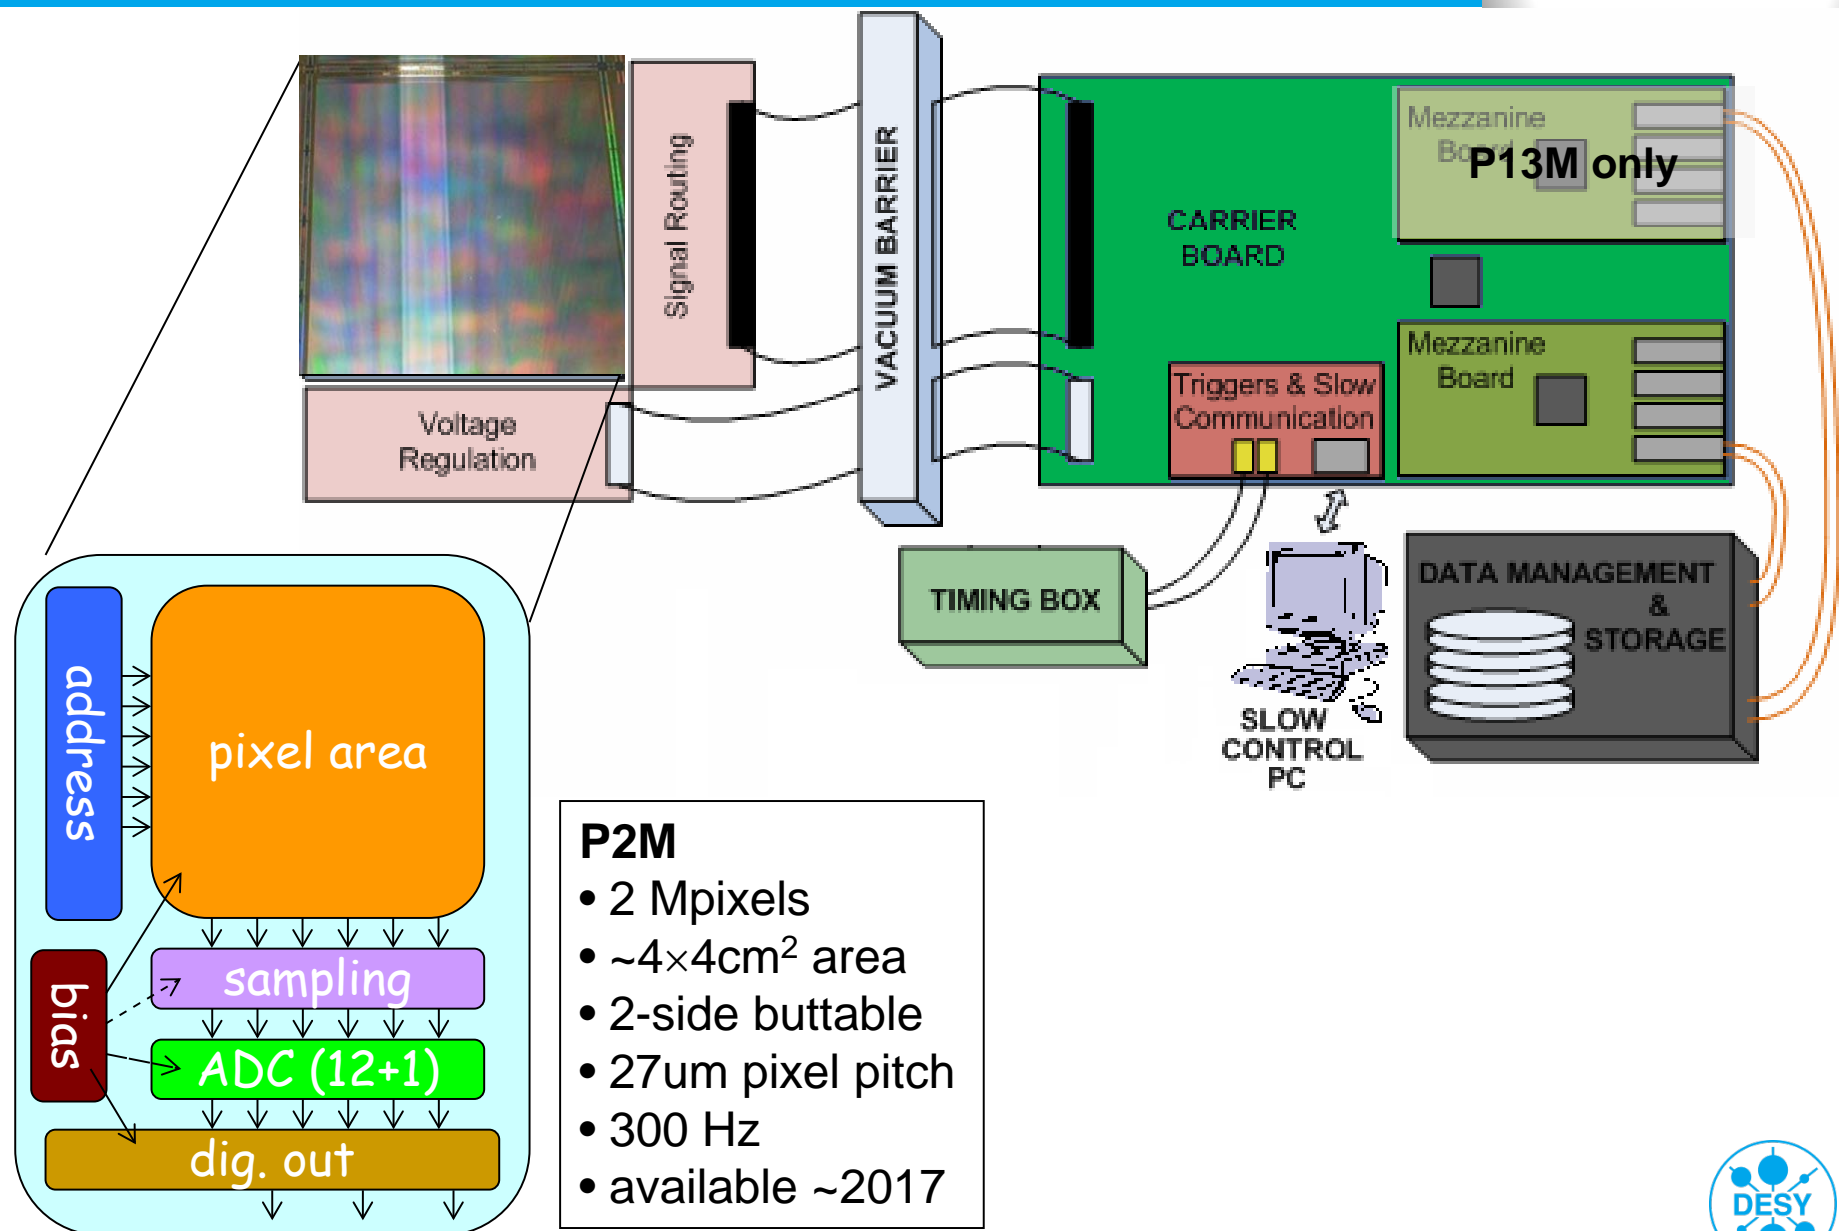 Signal Routing
VACUUM BARRIER
CARRIER
BOARD
Mezzanine
Board
P13M only
Mezzanine
Board
Triggers & Slow
Communication
Voltage
Regulation
TIMING BOX
SLOW
CONTROL
PC
DATA MANAGEMENT
&
STORAGE
address
pixel area
bias
sampling
ADC (12+1)
dig. out
P2M
• 2 Mpixels
• ~4×4cm² area
• 2-side buttable
• 27um pixel pitch
• 300 Hz
• available ~2017
DESY